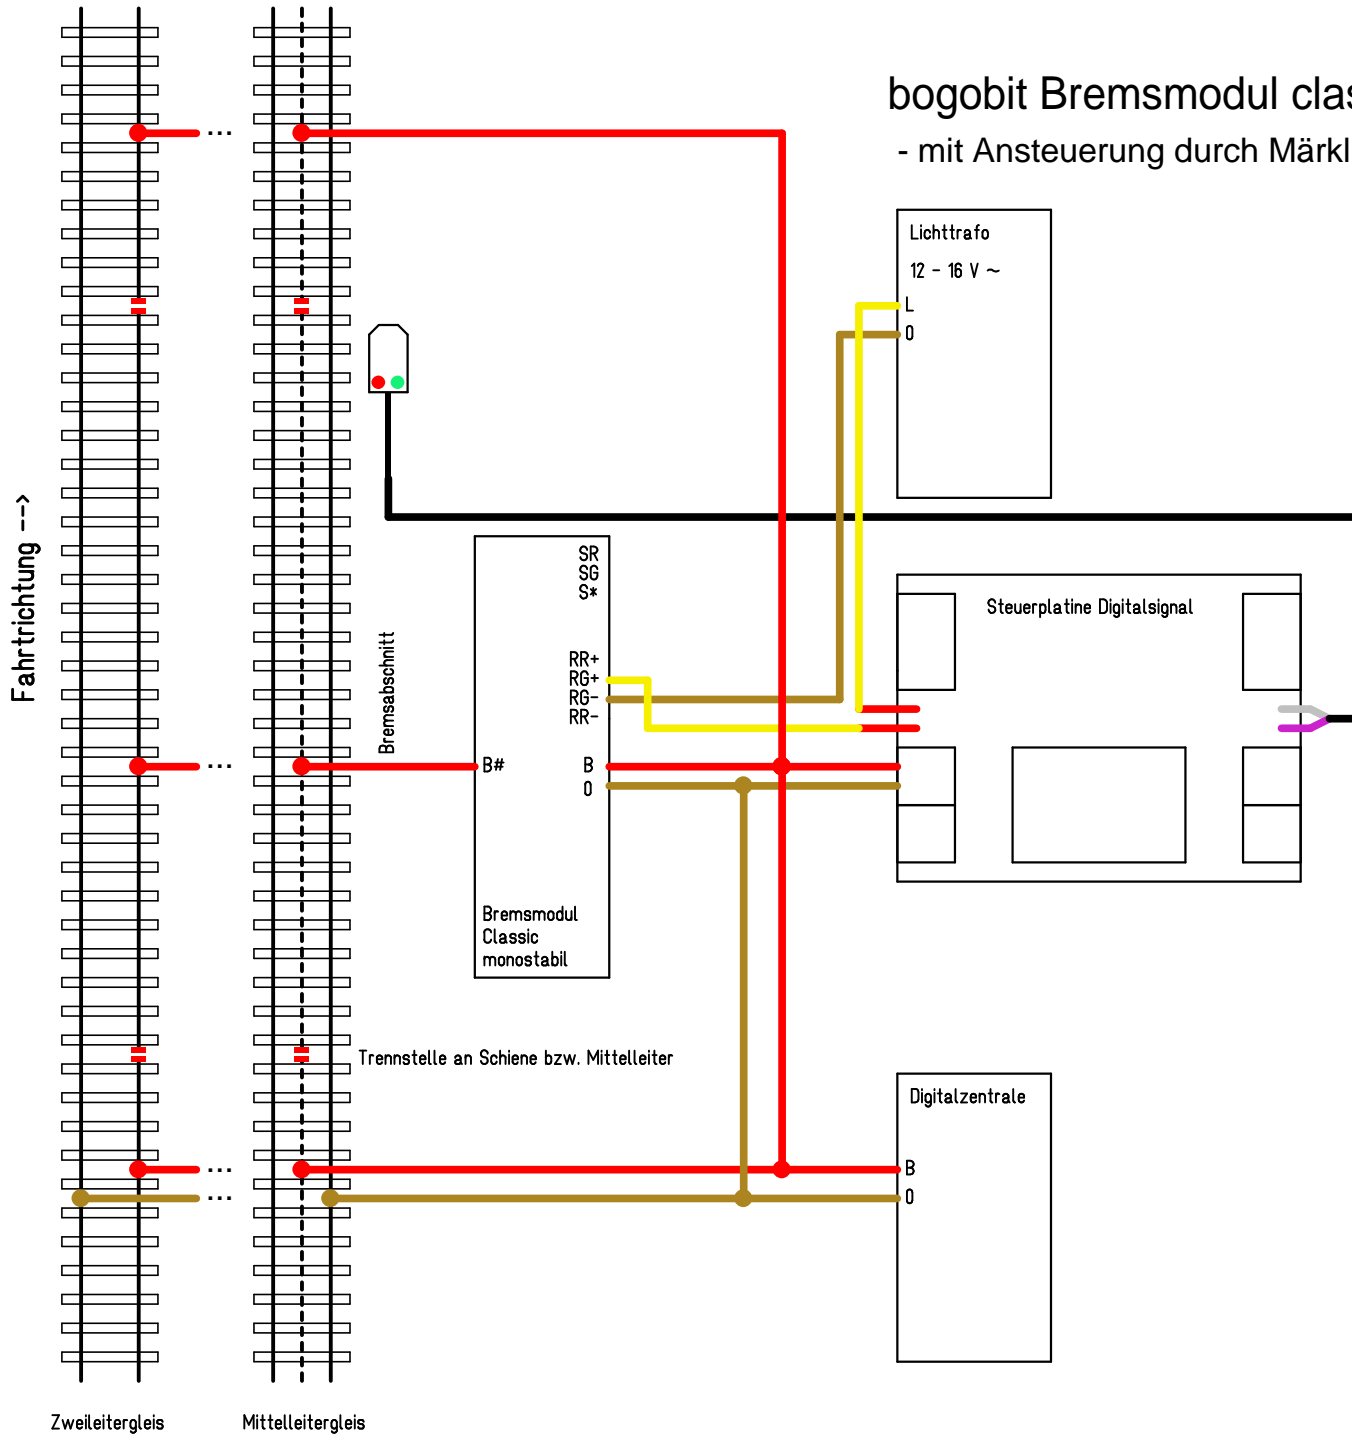 bogobit Bremsmodul clas
- mit Ansteuerung durch Märkl
Lichttrafo
12 - 16 V ~
L
0
Fahrtrichtung -->
SR
SG
S*
Steuerplatine Digitalsignal
Bremsabschnitt
RR+
RG+
RG-
RR-
B#
B
0
Bremsmodul
Classic
monostabil
Trennstelle an Schiene bzw. Mittelleiter
Digitalzentrale
B
0
...
...
...
...
Zweileitergleis
Mittelleitergleis